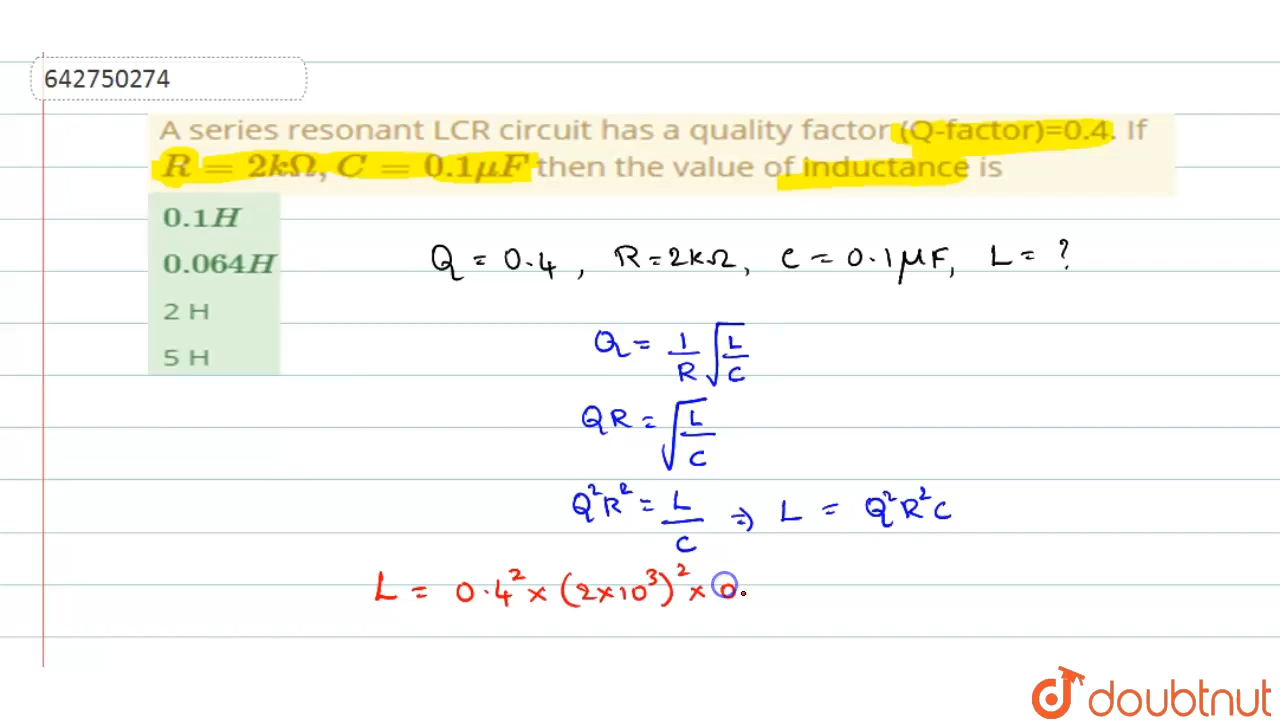 642750274
A series resonant LCR circuit has a quality factor (Q-factor)=0.4. If
R = 2kΩ, C = 0.1μF then the value of inductance is
0.1H
0.064H
2 H
5 H
Q = 0.4 , R = 2kΩ, C = 0.1μF, L = ?
Q = 1/R √(L/C)
QR = √(L/C)
Q²R² = L/C ⇒ L = Q²R²C
L = 0.4² × (2×10³)² × 0.
doubtnut